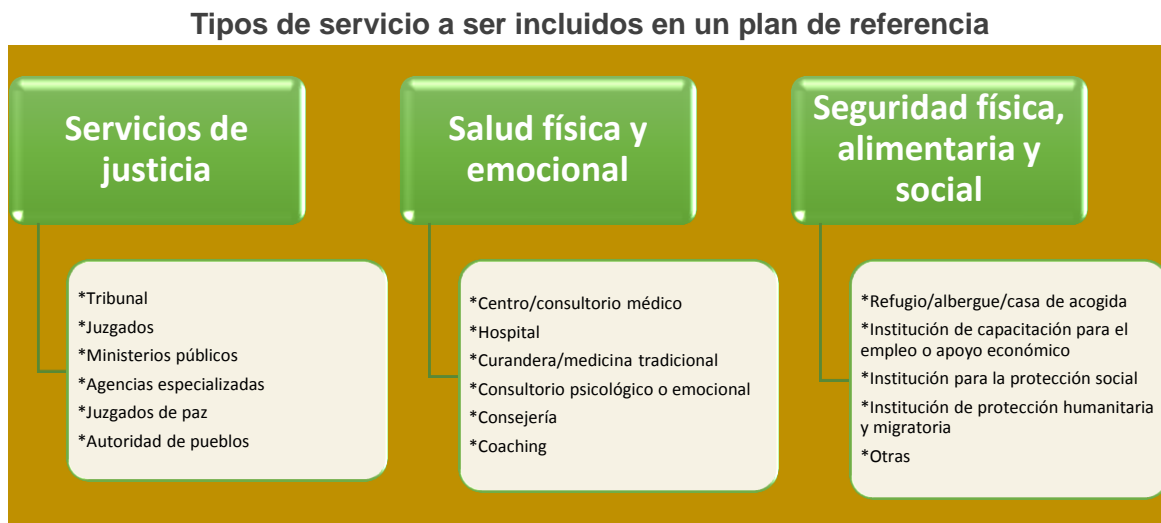 Tipos de servicio a ser incluidos en un plan de referencia
Servicios de
justicia
*Tribunal
*Juzgados
*Ministerios públicos
*Agencias especializadas
*Juzgados de paz
*Autoridad de pueblos
Salud física y
emocional
*Centro/consultorio médico
*Hospital
*Curandera/medicina tradicional
*Consultorio psicológico o emocional
*Consejería
*Coaching
Seguridad física,
alimentaria y
social
*Refugio/albergue/casa de acogida
*Institución de capacitación para el
empleo o apoyo económico
*Institución para la protección social
*Institución de protección humanitaria
y migratoria
*Otras